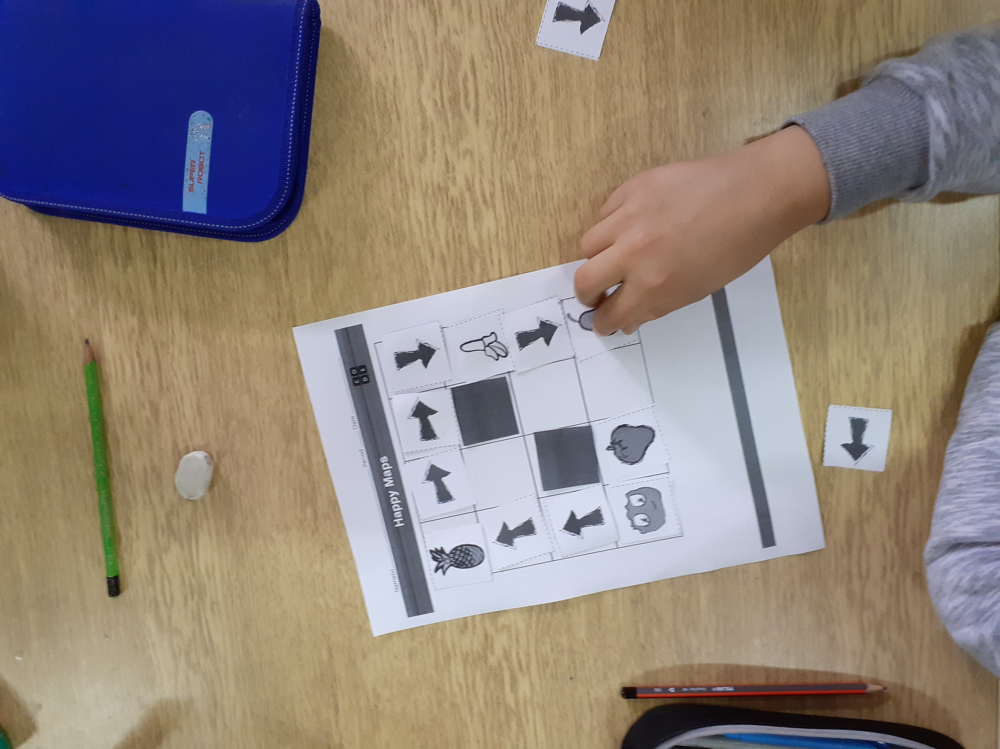 SUPER
ROBOT
Happy Maps
Name(s)
Period
Date